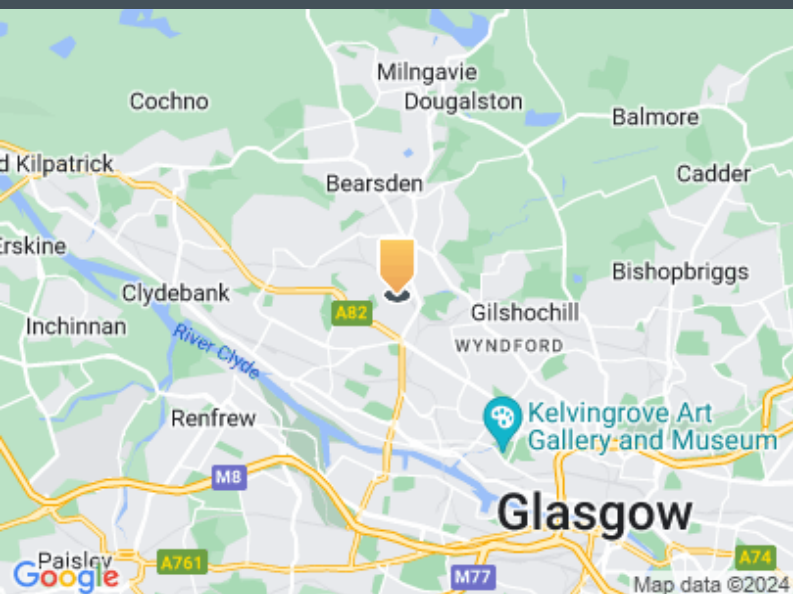 Milngavie
Dougalston
Cochno
Balmore
d Kilpatrick
Cadder
Bearsden
Erskine
Bishopbriggs
Clydebank
A82
Gilshochill
Inchinnan
WYNDFORD
River Clyde
Renfrew
Kelvingrove Art
Gallery and Museum
M8
Glasgow
Paisley
A761
A74
Google
M77
Map data ©2024